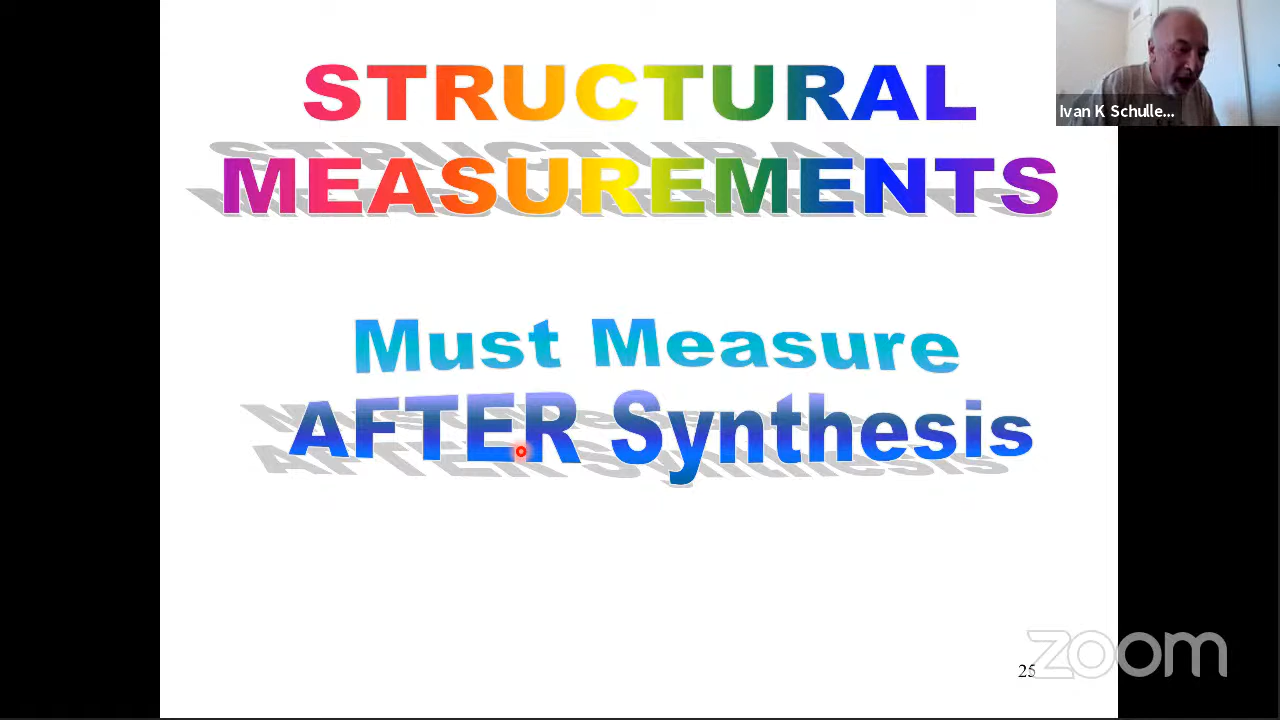 STRUCTURAL
MEASUREMENTS
Ivan K Schulle...
Must Measure
AFTER Synthesis
25
zoom